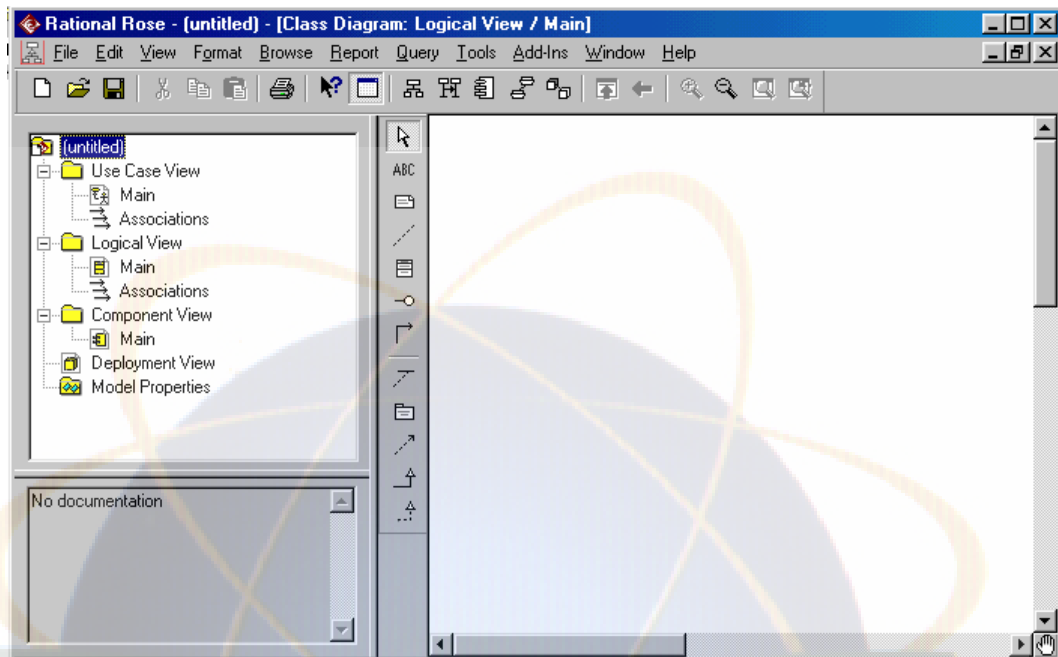 Rational Rose - (untitled) - [Class Diagram: Logical View / Main]
File Edit View Format Browse Report Query Tools Add-Ins Window Help
(untitled)
Use Case View
Main
Associations
Logical View
Main
Associations
Component View
Main
Deployment View
Model Properties
ABC
No documentation